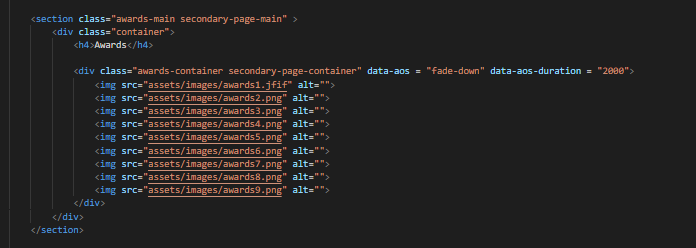 <section class="awards-main secondary-page-main" >
<div class="container">
<h4>Awards</h4>
<div class="awards-container secondary-page-container" data-aos = "fade-down" data-aos-duration = "2000">
<img src="assets/images/awards1.jfif" alt="">
<img src="assets/images/awards2.png" alt="">
<img src="assets/images/awards3.png" alt="">
<img src="assets/images/awards4.png" alt="">
<img src="assets/images/awards5.png" alt="">
<img src="assets/images/awards6.png" alt="">
<img src="assets/images/awards7.png" alt="">
<img src="assets/images/awards8.png" alt="">
<img src="assets/images/awards9.png" alt="">
</div>
</div>
</section>